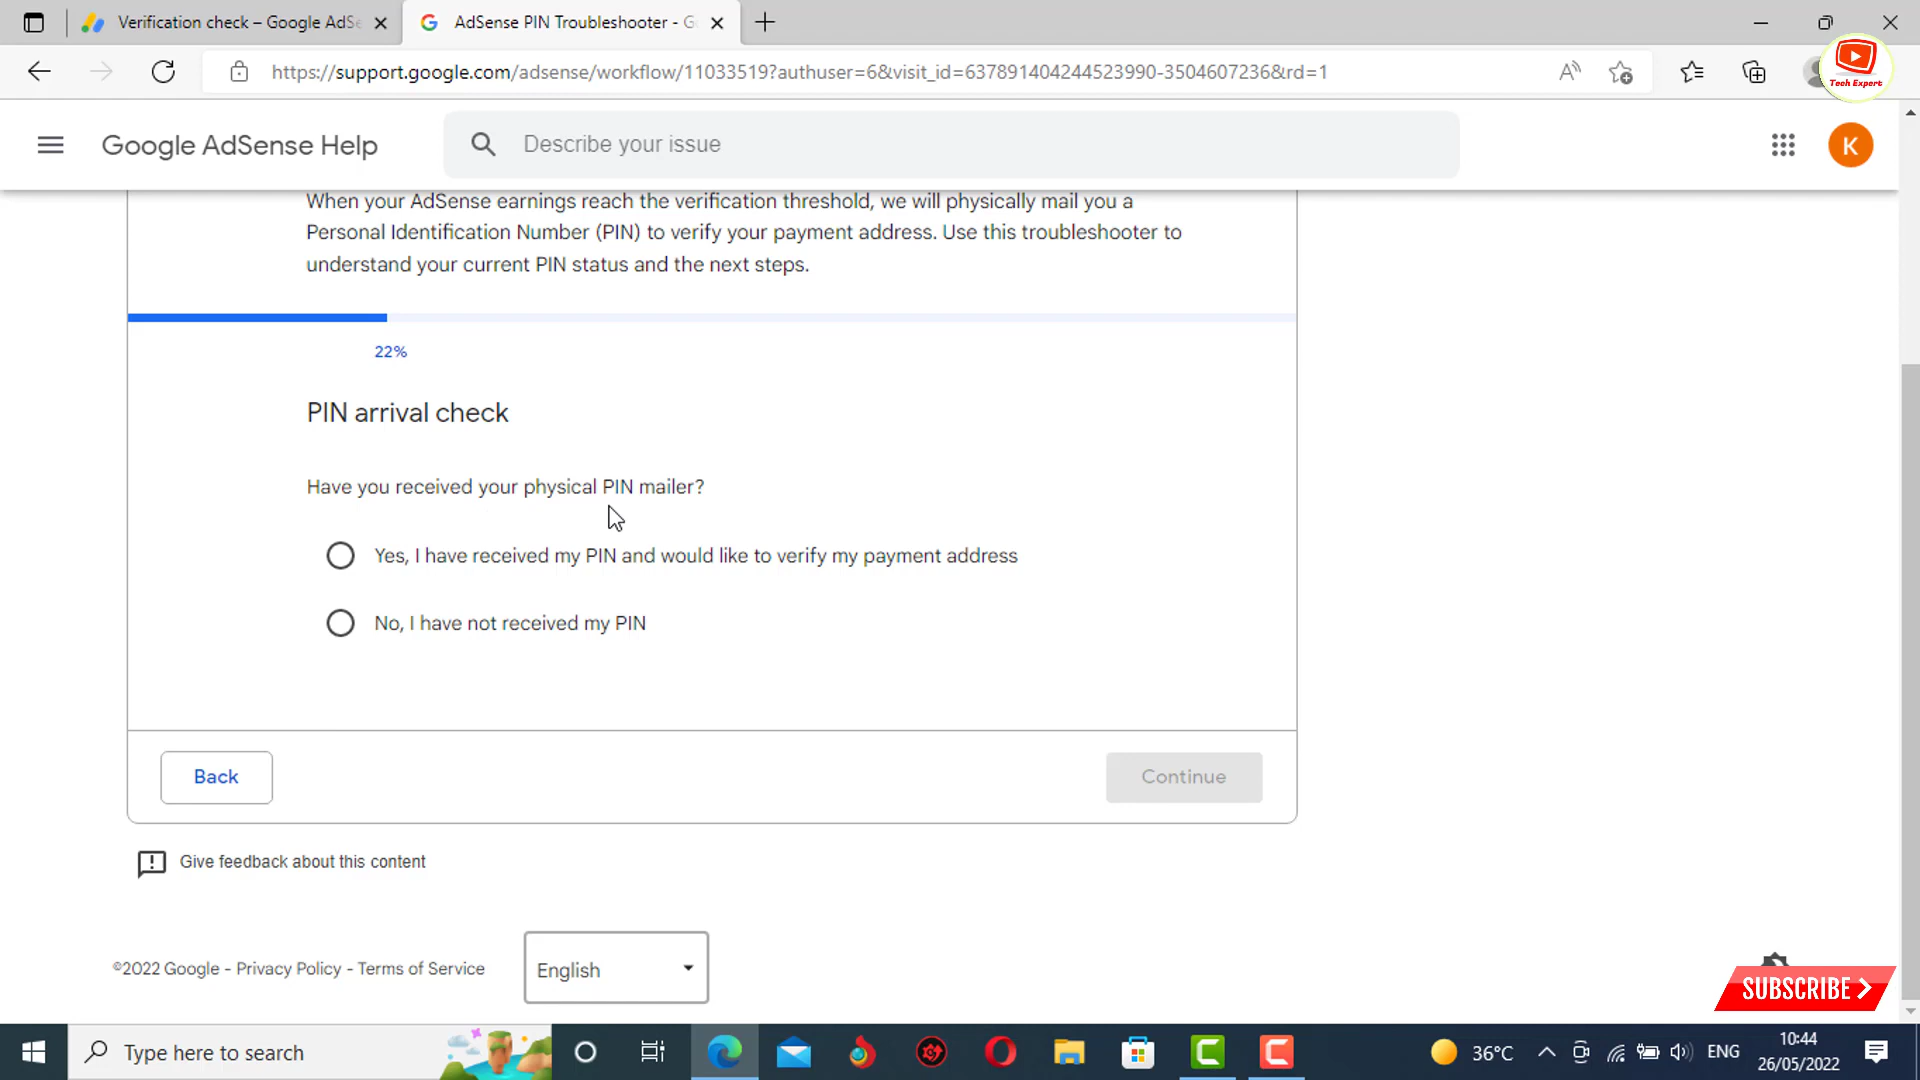 Verification check – Google AdSe
AdSense PIN Troubleshooter - G
https://support.google.com/adsense/workflow/11033519?authuser=6&visit_id=637891404244523990-3504607236&rd=1
Tech Expert
Google AdSense Help
Describe your issue
K
When your AdSense earnings reach the verification threshold, we will physically mail you a
Personal Identification Number (PIN) to verify your payment address. Use this troubleshooter to
understand your current PIN status and the next steps.
22%
PIN arrival check
Have you received your physical PIN mailer?
Yes, I have received my PIN and would like to verify my payment address
No, I have not received my PIN
Back
Continue
Give feedback about this content
©2022 Google - Privacy Policy - Terms of Service
English
SUBSCRIBE
Type here to search
36°C
ENG
10:44
26/05/2022